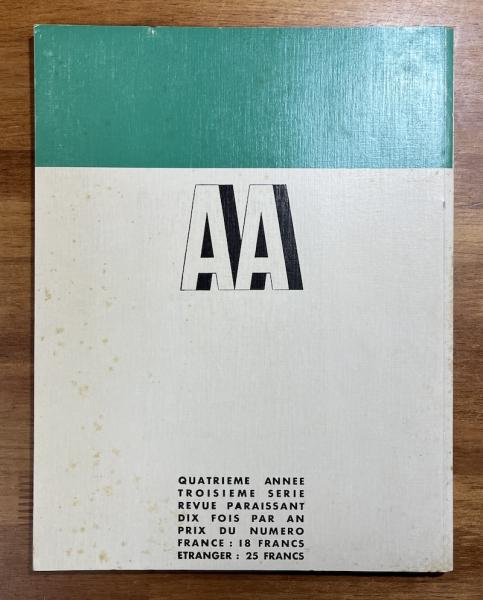 AA
QUATRIEME ANNEE
TROISIEME SERIE
REVUE PARAISSANT
DIX FOIS PAR AN
PRIX DU NUMERO
FRANCE : 18 FRANCS
ETRANGER : 25 FRANCS